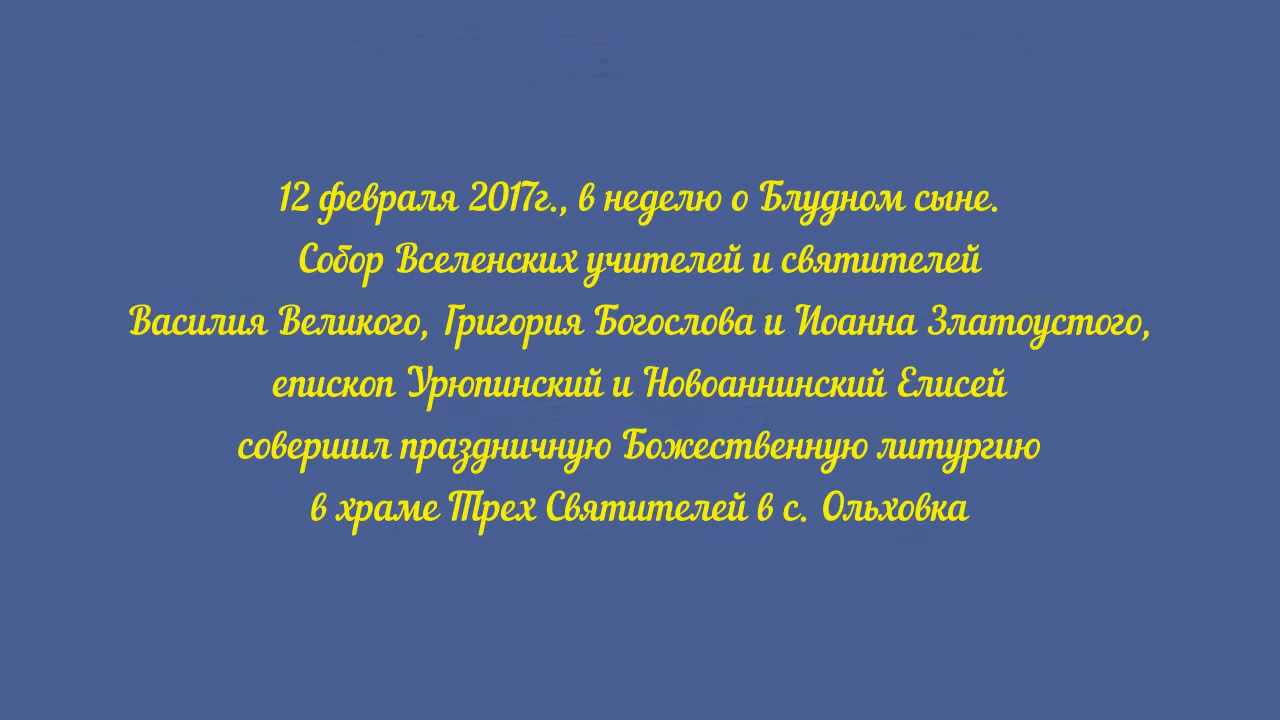 12 февраля 2017г., в неделю о Блудном сыне.
Собор Вселенских учителей и святителей
Василия Великого, Григория Богослова и Иоанна Златоустого,
епископ Урюпинский и Новоаннинский Елисей
совершил праздничную Божественную литургию
в храме Трех Святителей в с. Ольховка